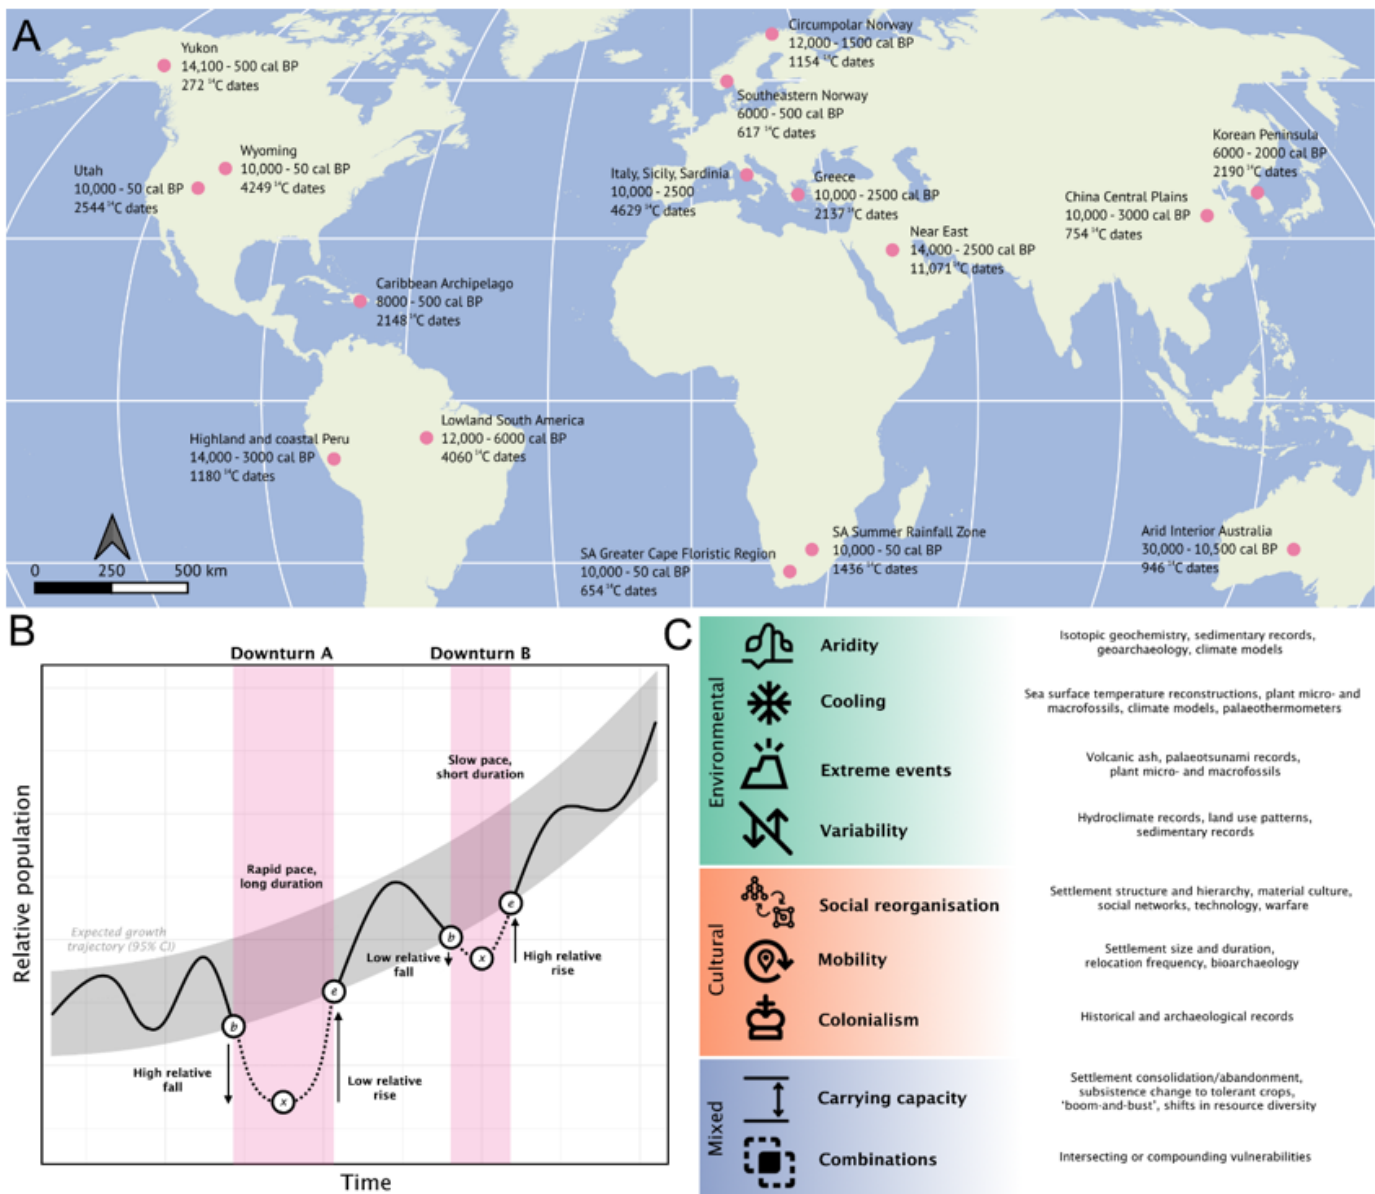 A
Yukon
14,100 - 500 cal BP
272 ¹⁴C dates
Wyoming
10,000 - 50 cal BP
4249 ¹⁴C dates
Utah
10,000 - 50 cal BP
2544 ¹⁴C dates
Caribbean Archipelago
8000 - 500 cal BP
2148 ¹⁴C dates
Circumpolar Norway
12,000 - 1500 cal BP
1154 ¹⁴C dates
Southeastern Norway
6000 - 500 cal BP
617 ¹⁴C dates
Italy, Sicily, Sardinia
10,000 - 2500
4629 ¹⁴C dates
Greece
10,000 - 2500 cal BP
2137 ¹⁴C dates
Near East
14,000 - 2500 cal BP
11,071 ¹⁴C dates
Korean Peninsula
6000 - 2000 cal BP
2190 ¹⁴C dates
China Central Plains
10,000 - 3000 cal BP
754 ¹⁴C dates
Lowland South America
12,000 - 6000 cal BP
4060 ¹⁴C dates
Highland and coastal Peru
14,000 - 3000 cal BP
1180 ¹⁴C dates
SA Summer Rainfall Zone
10,000 - 50 cal BP
1436 ¹⁴C dates
SA Greater Cape Floristic Region
10,000 - 50 cal BP
654 ¹⁴C dates
Arid Interior Australia
30,000 - 10,500 cal BP
946 ¹⁴C dates
0 250 500 km
B
Downturn A
Downturn B
Relative population
Slow pace,
short duration
Rapid pace,
long duration
Expected growth
trajectory (95% CI)
b
x
e
b
x
e
High relative
fall
Low relative
rise
Low relative
fall
High relative
rise
Time
C
Environmental
Aridity
Isotopic geochemistry, sedimentary records,
geoarchaeology, climate models
Cooling
Sea surface temperature reconstructions, plant micro- and
macrofossils, climate models, palaeothermometers
Extreme events
Volcanic ash, palaeotsunami records,
plant micro- and macrofossils
Variability
Hydroclimate records, land use patterns,
sedimentary records
Cultural
Social reorganisation
Settlement structure and hierarchy, material culture,
social networks, technology, warfare
Mobility
Settlement size and duration,
relocation frequency, bioarchaeology
Colonialism
Historical and archaeological records
Mixed
Carrying capacity
Settlement consolidation/abandonment,
subsistence change to tolerant crops,
'boom-and-bust', shifts in resource diversity
Combinations
Intersecting or compounding vulnerabilities